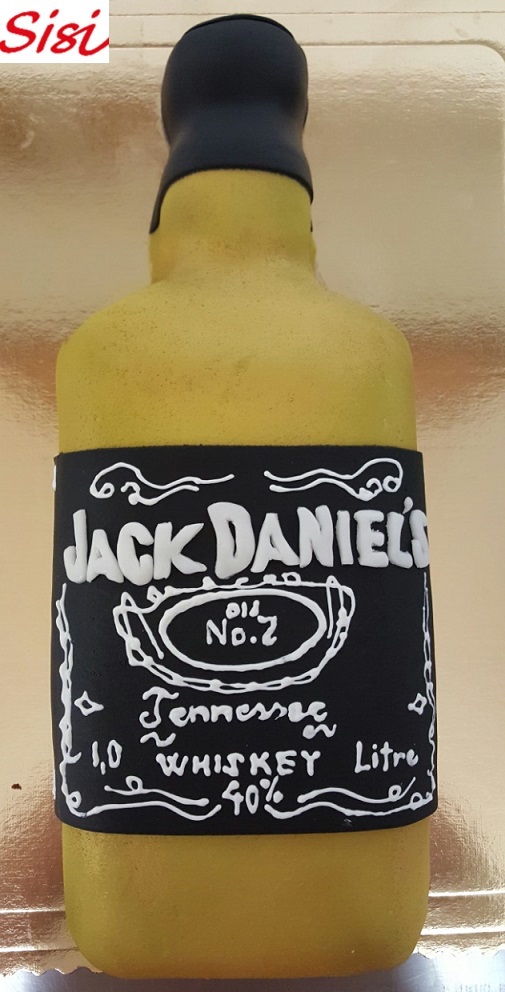 Sisi
JACK DANIEL'S
old
No.7
Tennessee
1,0 WHISKEY Litre
40%